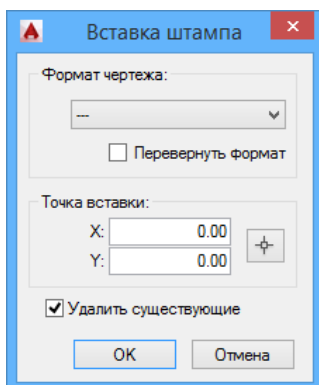 Вставка штампа
Формат чертежа:
---
Перевернуть формат
Точка вставки:
X: 0.00
Y: 0.00
Удалить существующие
OK Отмена